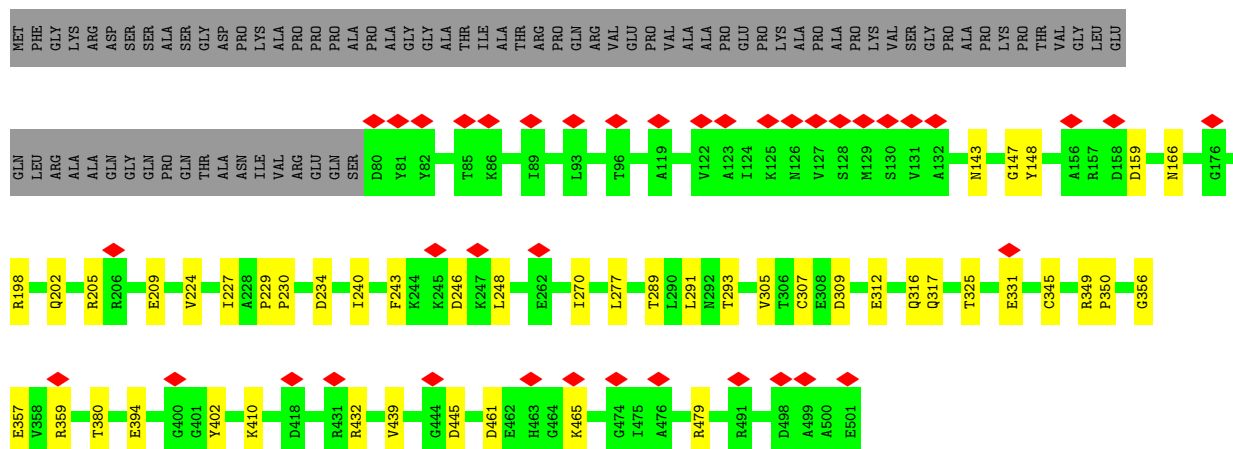 MET PHE GLY LYS ARG ASP SER SER ALA SER GLY ASP PRO LYS ALA PRO PRO PRO ALA PRO ALA GLY GLY ALA THR ILE ALA THR ARG PRO GLN ARG VAL GLU PRO VAL ALA ALA PRO GLU PRO LYS ALA PRO ALA PRO LYS VAL SER GLY PRO ALA PRO LYS PRO THR VAL GLY LEU GLU
GLN LEU ARG ALA ALA GLN GLY GLN PRO GLN THR ALA ASN ILE VAL ARG GLU GLN SER D80 Y81 Y82 T85 K86 I89 L93 T96 A119 V122 A123 I124 K125 N126 V127 S128 M129 S130 V131 A132 N143 G147 Y148 A156 R157 D158 D159 N166 G176
R198 Q202 R205 R206 E209 V224 I227 A228 P229 P230 D234 I240 F243 K244 K245 D246 K247 L248 E262 I270 L277 T289 L290 L291 N292 T293 V305 T306 C307 E308 D309 E312 Q316 Q317 T325 E331 C345 R349 P350 G356
E357 V358 R359 T380 E394 G400 G401 Y402 K410 D418 R431 R432 V439 G444 D445 D461 E462 H463 G464 K465 G474 I475 A476 R479 R491 D498 A499 A500 E501